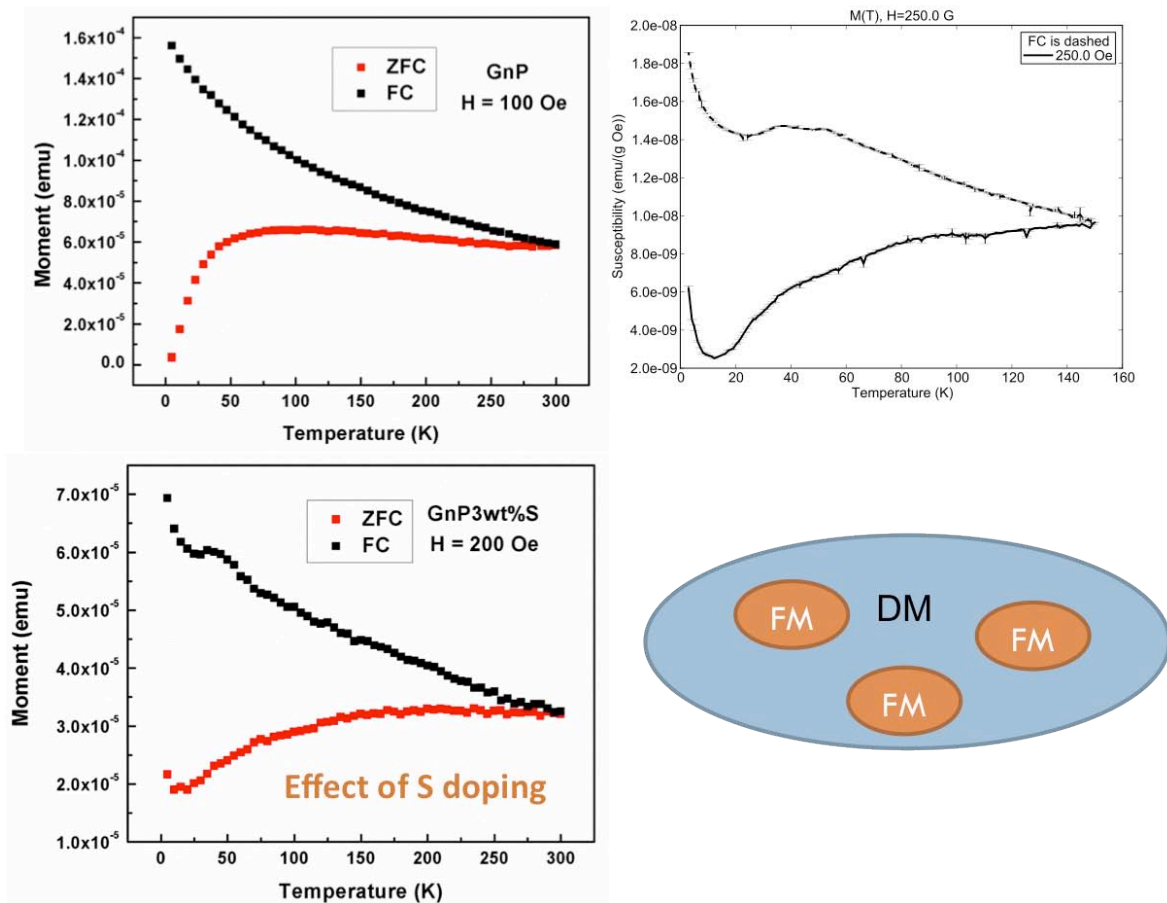 1.6x10⁻⁴
1.4x10⁻⁴
1.2x10⁻⁴
1.0x10⁻⁴
8.0x10⁻⁵
6.0x10⁻⁵
4.0x10⁻⁵
2.0x10⁻⁵
0.0
Moment (emu)
ZFC
FC
GnP
H = 100 Oe
0 50 100 150 200 250 300
Temperature (K)
M(T), H=250.0 G
2.0e-08
1.8e-08
1.6e-08
1.4e-08
1.2e-08
1.0e-08
8.0e-09
6.0e-09
4.0e-09
2.0e-09
Susceptibility (emu/(g Oe))
FC is dashed
250.0 Oe
0 20 40 60 80 100 120 140 160
Temperature (K)
7.0x10⁻⁵
6.0x10⁻⁵
5.0x10⁻⁵
4.0x10⁻⁵
3.0x10⁻⁵
2.0x10⁻⁵
1.0x10⁻⁵
Moment (emu)
ZFC
FC
GnP3wt%S
H = 200 Oe
Effect of S doping
0 50 100 150 200 250 300
Temperature (K)
DM
FM
FM
FM